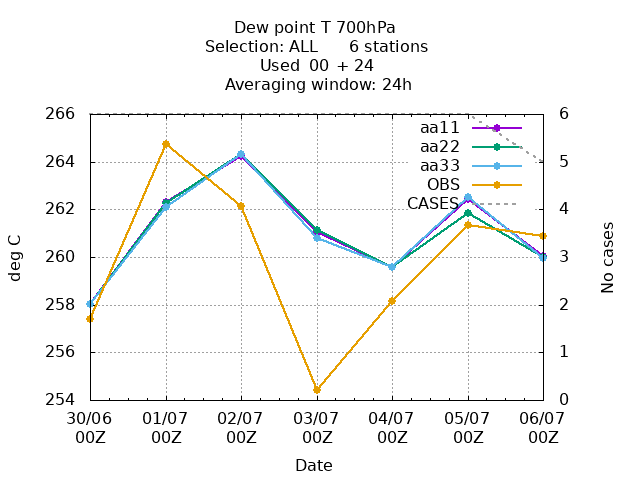 Dew point T 700hPa
Selection: ALL 6 stations
Used 00 + 24
Averaging window: 24h
266 6
aa11
aa22
264 5
aa33
OBS
CASES
262 4
260 3
258 2
256 1
254 0
deg C
No cases
30/06 01/07 02/07 03/07 04/07 05/07 06/07
00Z 00Z 00Z 00Z 00Z 00Z 00Z
Date